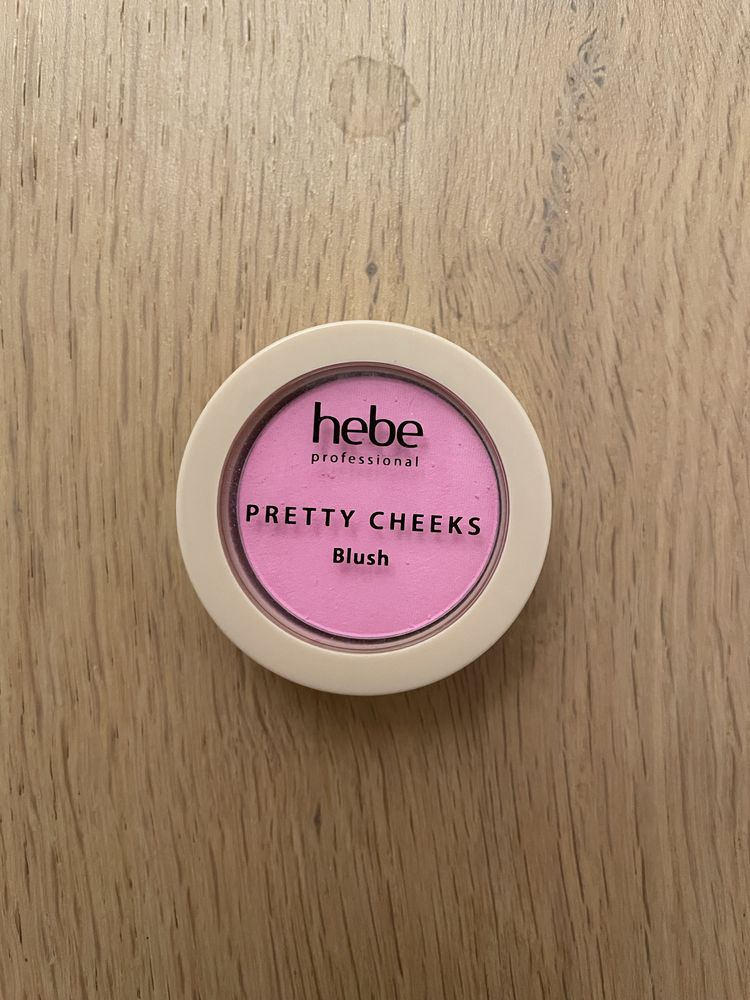 hebe
professional
PRETTY CHEEKS
Blush